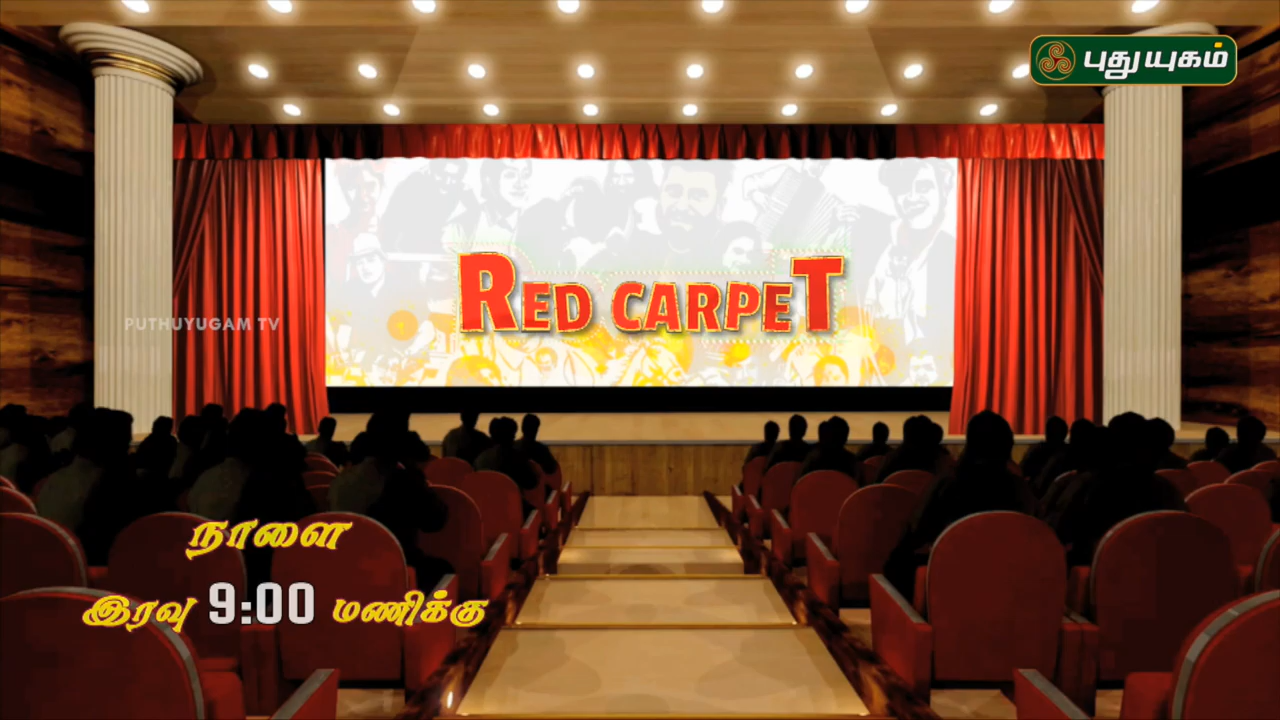 புதுயுகம்
RED CARPET
PUTHUYUGAM TV
நாளை
இரவு 9:00 மணிக்கு